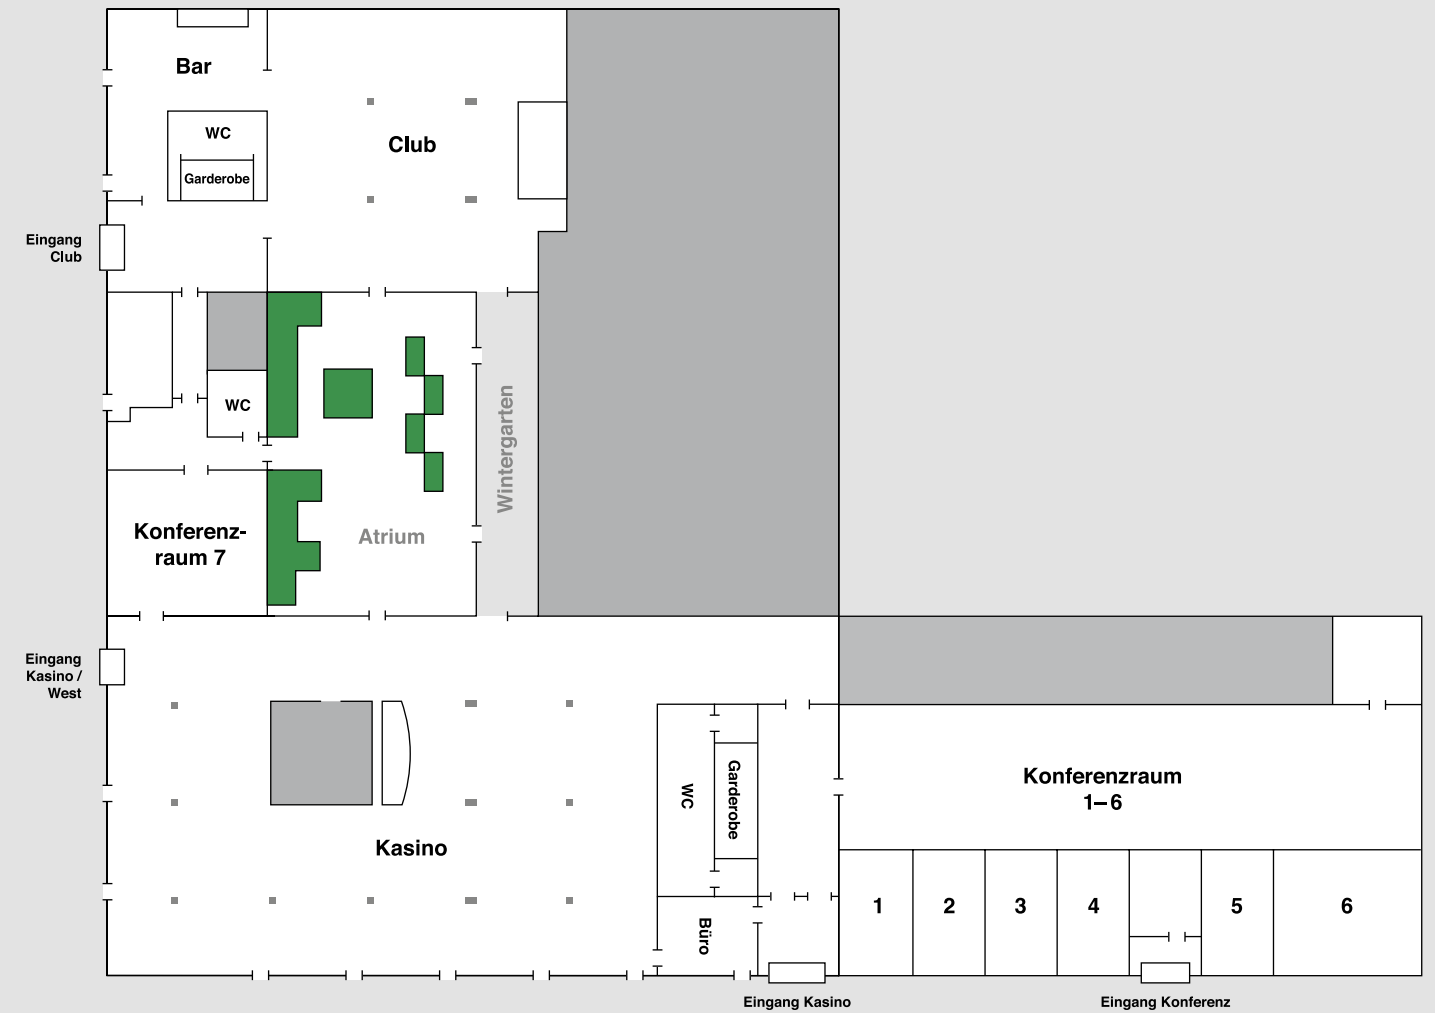 Bar
WC
Garderobe
Club
Eingang
Club
WC
Wintergarten
Konferenz-
raum 7
Atrium
Eingang
Kasino /
West
WC
Garderobe
Konferenzraum
1–6
Kasino
Büro
1
2
3
4
5
6
Eingang Kasino
Eingang Konferenz